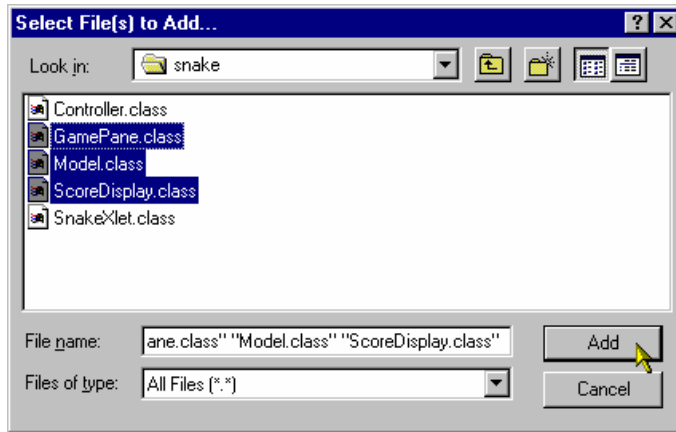 Select File(s) to Add...
Look in: snake
Controller.class
GamePane.class
Model.class
ScoreDisplay.class
SnakeXlet.class
File name: ane.class" "Model.class" "ScoreDisplay.class" Add
Files of type: All Files (*.*) Cancel